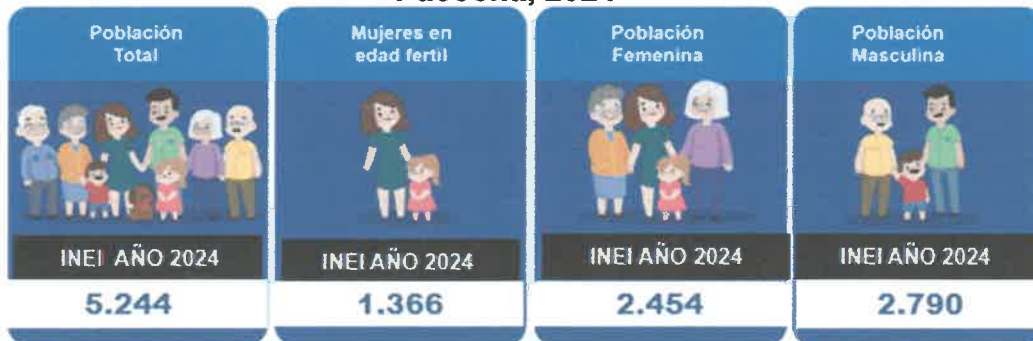 2024
Población
Total
Mujeres en
edad fertil
Población
Femenina
Población
Masculina
INEI AÑO 2024
INEI AÑO 2024
INEI AÑO 2024
INEI AÑO 2024
5.244
1.366
2.454
2.790